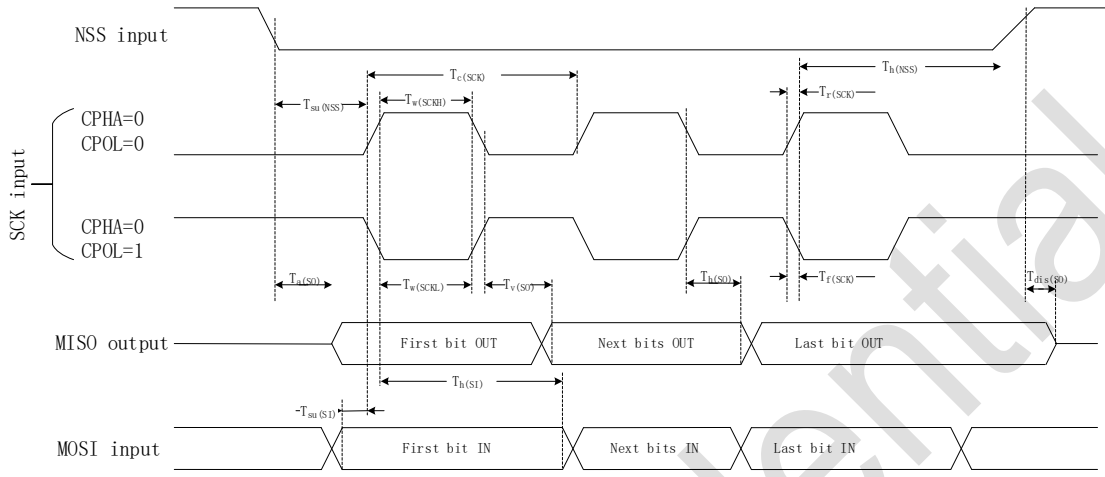 NSS input
Tc(SCK)
Th(NSS)
Tsu(NSS)
Tw(SCKH)
Tr(SCK)
CPHA=0
CPOL=0
SCK input
CPHA=0
CPOL=1
Ta(SO)
Tw(SCKL)
Tv(SO)
Th(SO)
Tf(SCK)
Tdis(SO)
MISO output
First bit OUT
Next bits OUT
Last bit OUT
Th(SI)
Tsu(SI)
MOSI input
First bit IN
Next bits IN
Last bit IN
dential